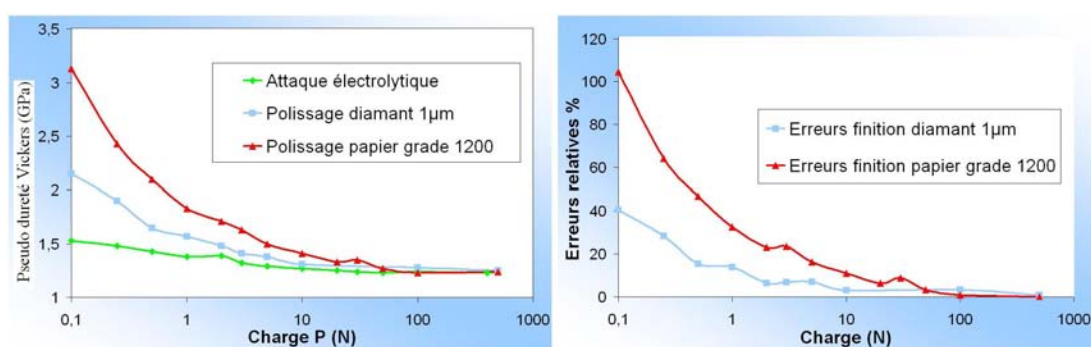 3,5
3
2,5
2
1,5
1
Pseudo dureté Vickers (GPa)
Attaque électrolytique
Polissage diamant 1µm
Polissage papier grade 1200
0,1 1 10 100 1000
Charge P (N)
120
100
80
60
40
20
0
Erreurs relatives %
Erreurs finition diamant 1µm
Erreurs finition papier grade 1200
0,1 1 10 100 1000
Charge (N)